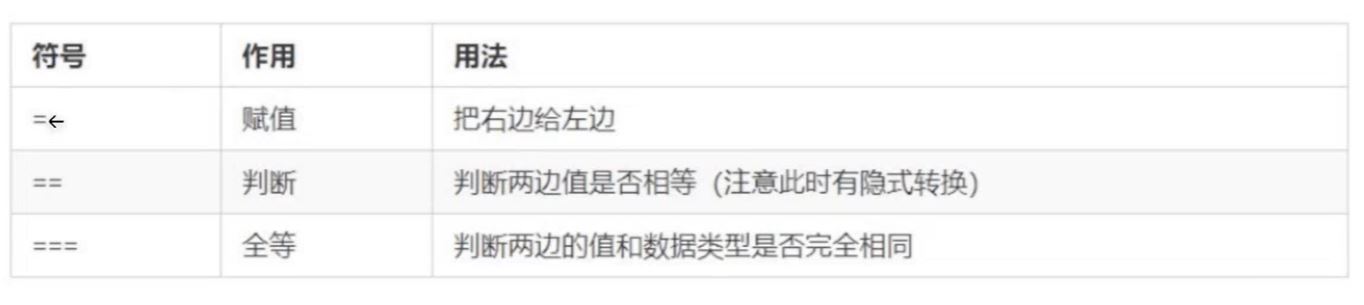 符号 作用 用法
=← 赋值 把右边给左边
== 判断 判断两边值是否相等（注意此时有隐式转换）
=== 全等 判断两边的值和数据类型是否完全相同